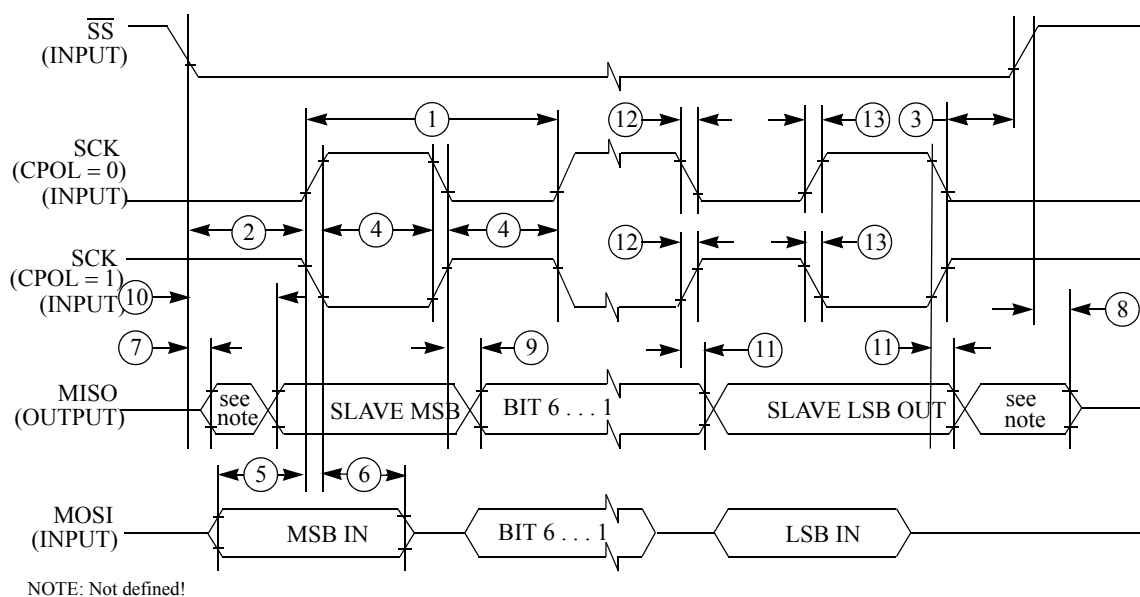 SS
(INPUT)
1
12
13
3
SCK
(CPOL = 0)
(INPUT)
2
4
4
12
13
SCK
(CPOL = 1)
(INPUT)
10
8
7
9
11
11
MISO
(OUTPUT)
see
note
SLAVE MSB
BIT 6 . . . 1
SLAVE LSB OUT
see
note
5
6
MOSI
(INPUT)
MSB IN
BIT 6 . . . 1
LSB IN
NOTE: Not defined!